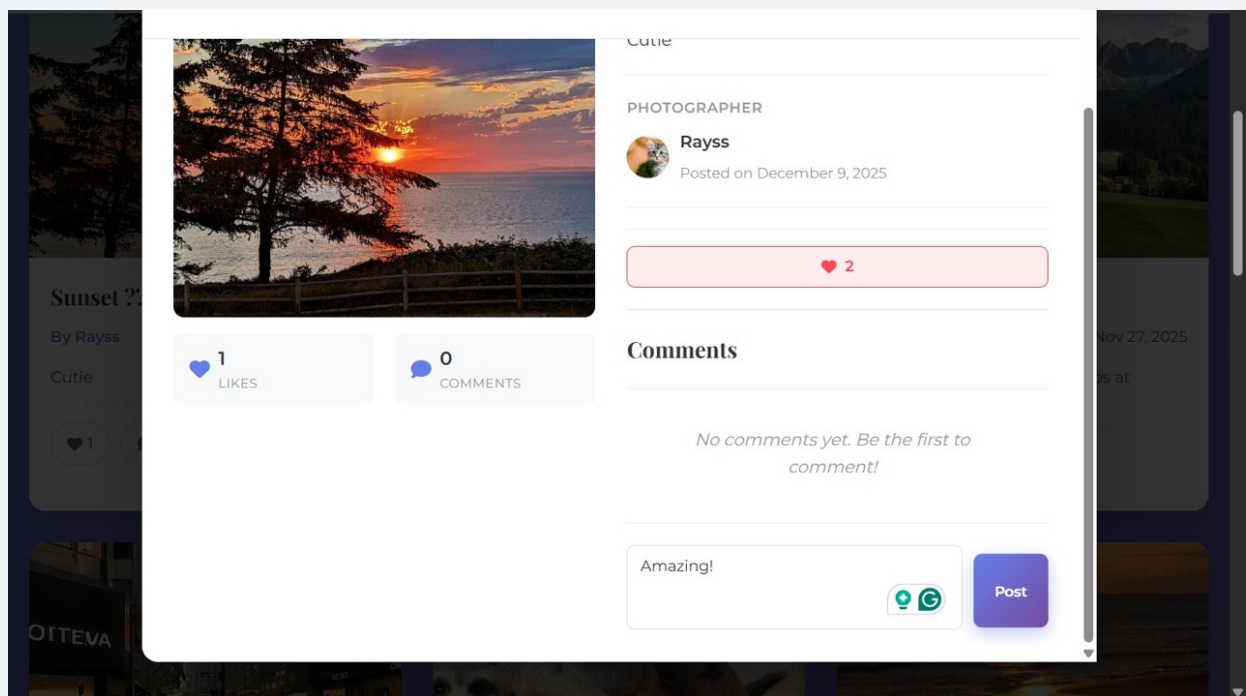 Cutie
PHOTOGRAPHER
Rayss
Posted on December 9, 2025
2
1
LIKES
0
COMMENTS
Comments
No comments yet. Be the first to
comment!
Amazing!
Post
Sunset ??
By Rayss
Cutie
1
Nov 27, 2025
at